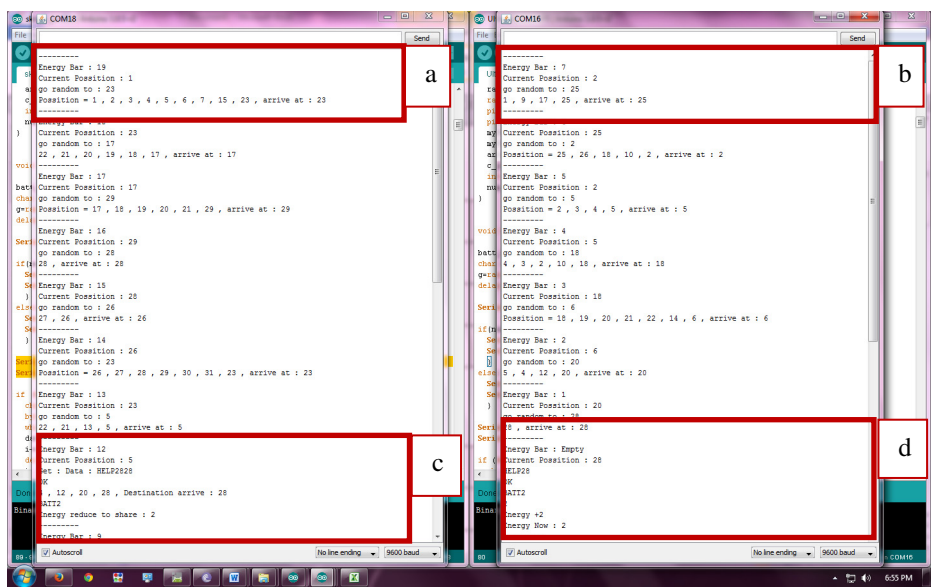 COM18
Send
---------
Energy Bar : 19
Current Possition : 1
go random to : 23
Possition = 1 , 2 , 3 , 4 , 5 , 6 , 7 , 15 , 23 , arrive at : 23
a
Current Possition : 23
go random to : 17
22 , 21 , 20 , 19 , 18 , 17 , arrive at : 17
---------
Energy Bar : 17
Current Possition : 17
go random to : 29
Possition = 17 , 18 , 19 , 20 , 21 , 29 , arrive at : 29
---------
Energy Bar : 16
Current Possition : 29
go random to : 28
28 , arrive at : 28
---------
Energy Bar : 15
Current Possition : 28
go random to : 26
27 , 26 , arrive at : 26
---------
Energy Bar : 14
Current Possition : 26
go random to : 23
Possition = 26 , 27 , 28 , 29 , 30 , 31 , 23 , arrive at : 23
---------
Energy Bar : 13
Current Possition : 23
go random to : 5
22 , 21 , 13 , 5 , arrive at : 5
---------
Energy Bar : 12
Current Possition : 5
Get : Data : HELP2828
OK
, 12 , 20 , 28 , Destination arrive : 28
BATT2
Energy reduce to share : 2
---------
Energy Bar : 9
c
Autoscroll
No line ending
9600 baud
COM16
Send
---------
Energy Bar : 7
Current Possition : 2
go random to : 25
1 , 9 , 17 , 25 , arrive at : 25
b
Current Possition : 25
go random to : 2
Possition = 25 , 26 , 18 , 10 , 2 , arrive at : 2
---------
Energy Bar : 5
Current Possition : 2
go random to : 5
Possition = 2 , 3 , 4 , 5 , arrive at : 5
---------
Energy Bar : 4
Current Possition : 5
go random to : 18
4 , 3 , 2 , 10 , 18 , arrive at : 18
---------
Energy Bar : 3
Current Possition : 18
go random to : 6
Possition = 18 , 19 , 20 , 21 , 22 , 14 , 6 , arrive at : 6
---------
Energy Bar : 2
Current Possition : 6
go random to : 20
5 , 4 , 12 , 20 , arrive at : 20
---------
Energy Bar : 1
Current Possition : 20
go random to : 28
28 , arrive at : 28
---------
Energy Bar : Empty
Current Possition : 28
HELP28
OK
BATT2
2
Energy +2
Energy Now : 2
d
Autoscroll
No line ending
9600 baud
COM16
6:55 PM